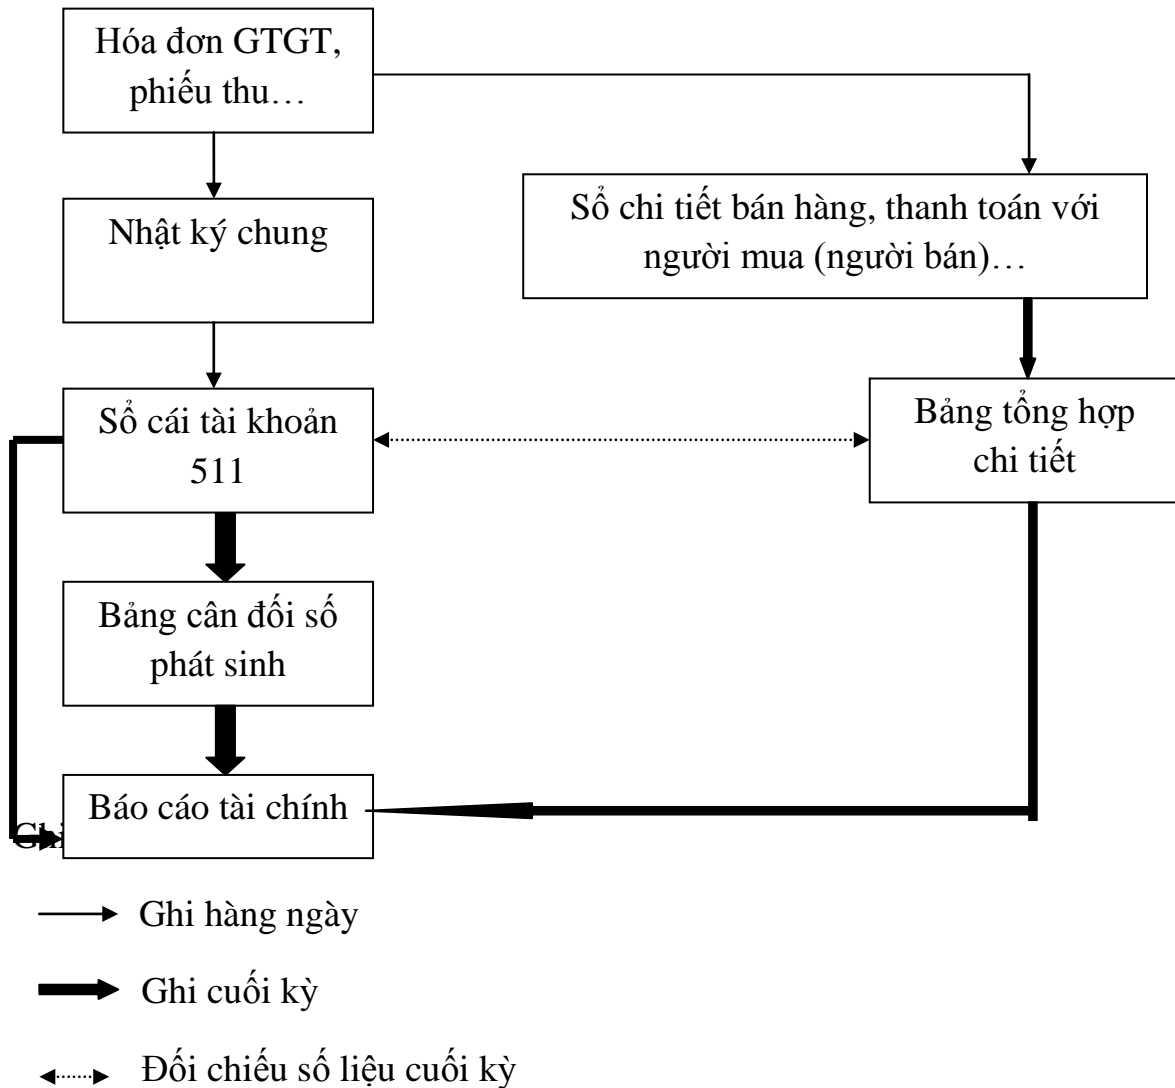 Hóa đơn GTGT,
phiếu thu…
Nhật ký chung
Sổ chi tiết bán hàng, thanh toán với
người mua (người bán)…
Sổ cái tài khoản
511
Bảng tổng hợp
chi tiết
Bảng cân đối số
phát sinh
Báo cáo tài chính
Ghi hàng ngày
Ghi cuối kỳ
Đối chiếu số liệu cuối kỳ